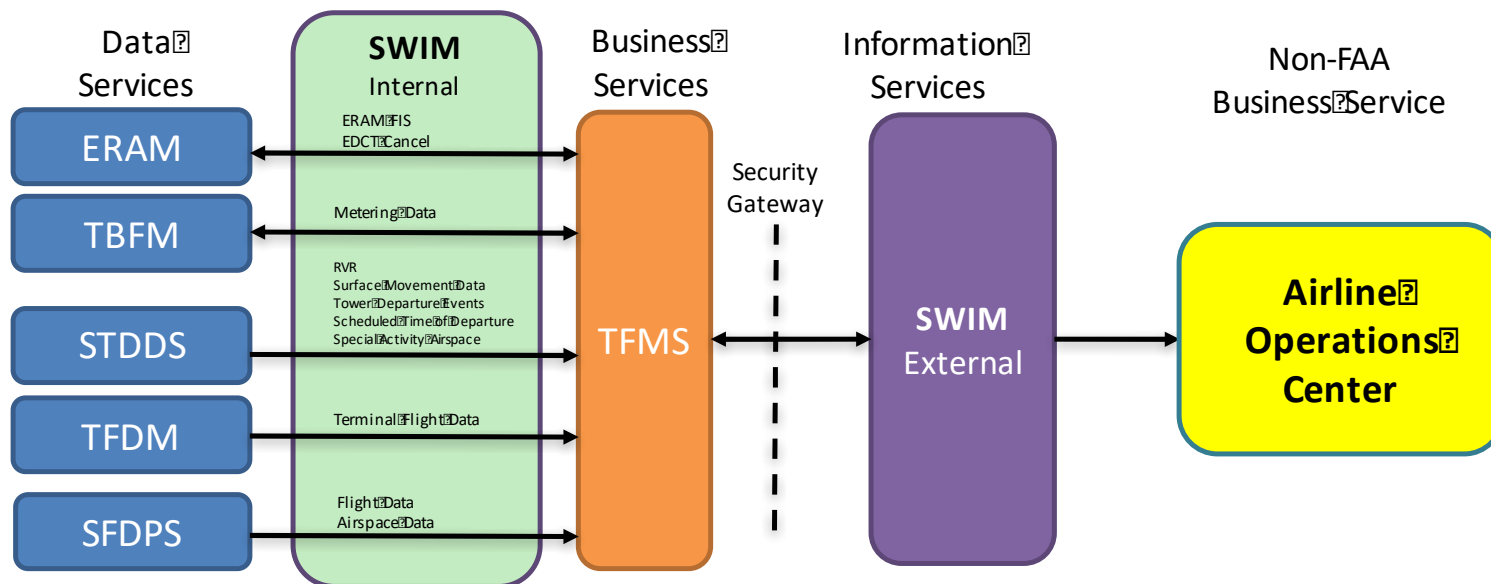 Data�
Services
SWIM
Internal
Business�
Services
Information�
Services
Non-FAA
Business�Service
ERAM
ERAM�FIS
EDCT�Cancel
TBFM
Metering�Data
Security
Gateway
STDDS
RVR
Surface�Movement�Data
Tower�Departure�Events
Scheduled�Time�of�Departure
Special�Activity�Airspace
TFMS
SWIM
External
Airline�
Operations�
Center
TFDM
Terminal�Flight�Data
SFDPS
Flight�Data
Airspace�Data